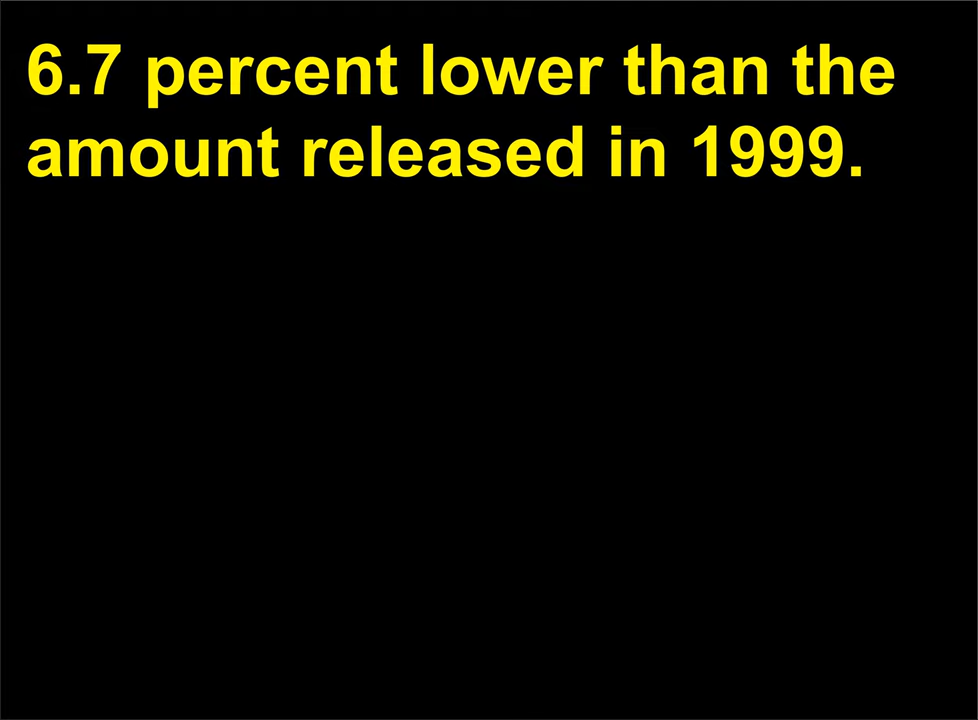 6.7 percent lower than the
amount released in 1999.